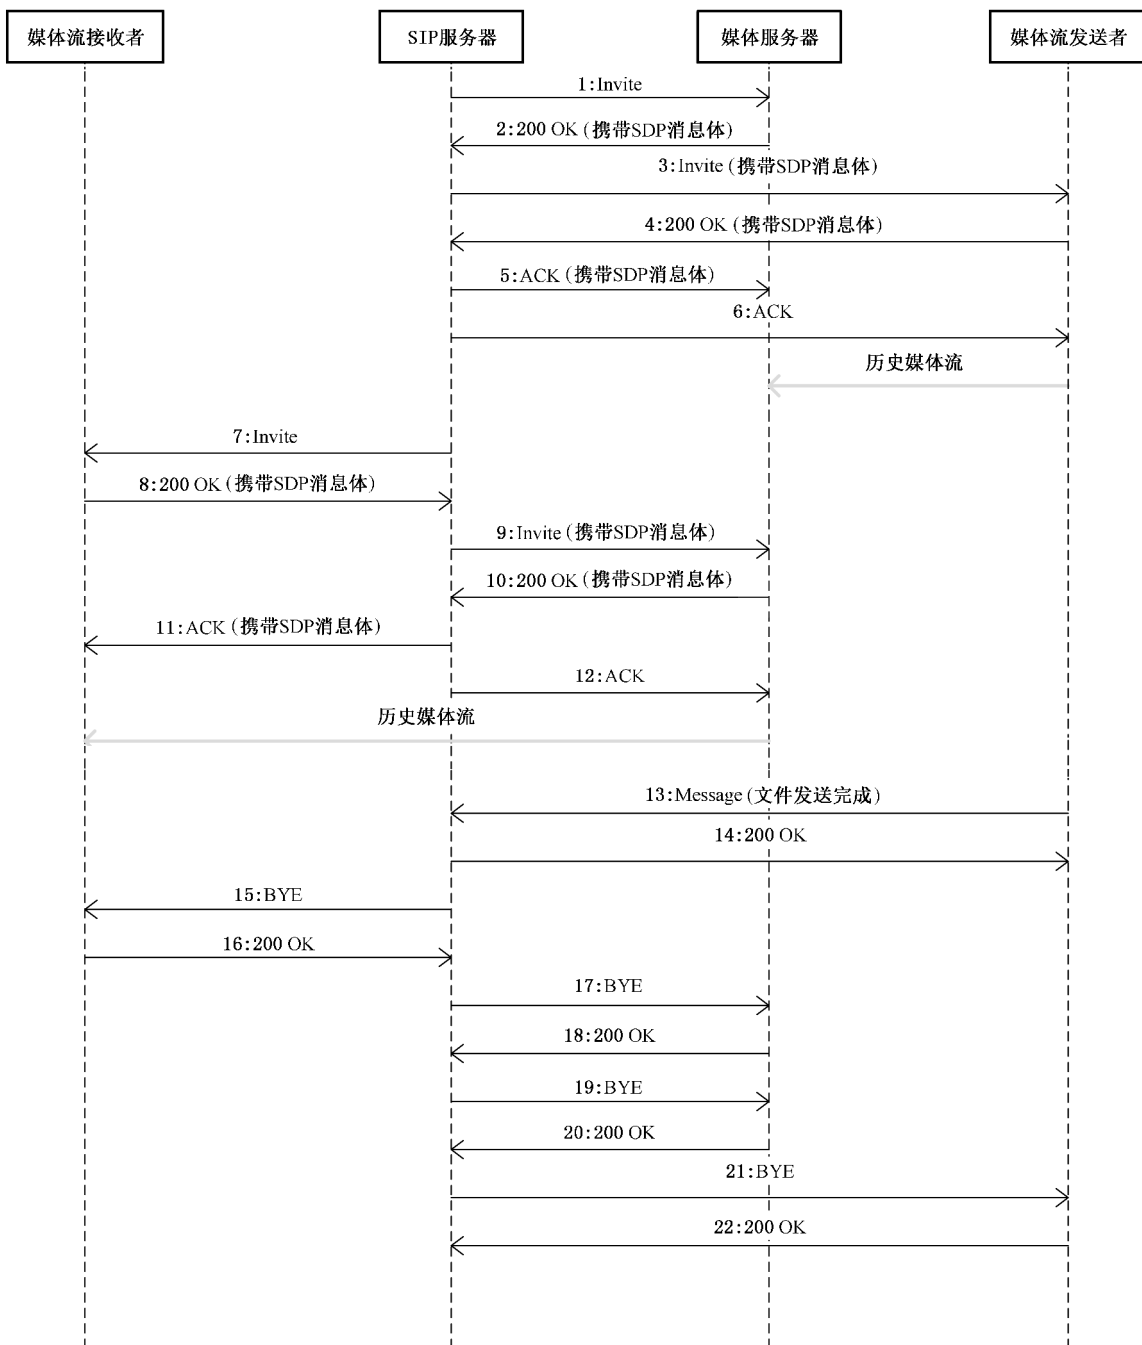 媒体流接收者
SIP服务器
媒体服务器
媒体流发送者
1:Invite
2:200 OK(携带SDP消息体)
3:Invite(携带SDP消息体)
4:200 OK(携带SDP消息体)
5:ACK(携带SDP消息体)
6:ACK
历史媒体流
7:Invite
8:200 OK(携带SDP消息体)
9:Invite(携带SDP消息体)
10:200 OK(携带SDP消息体)
11:ACK(携带SDP消息体)
12:ACK
历史媒体流
13:Message(文件发送完成)
14:200 OK
15:BYE
16:200 OK
17:BYE
18:200 OK
19:BYE
20:200 OK
21:BYE
22:200 OK